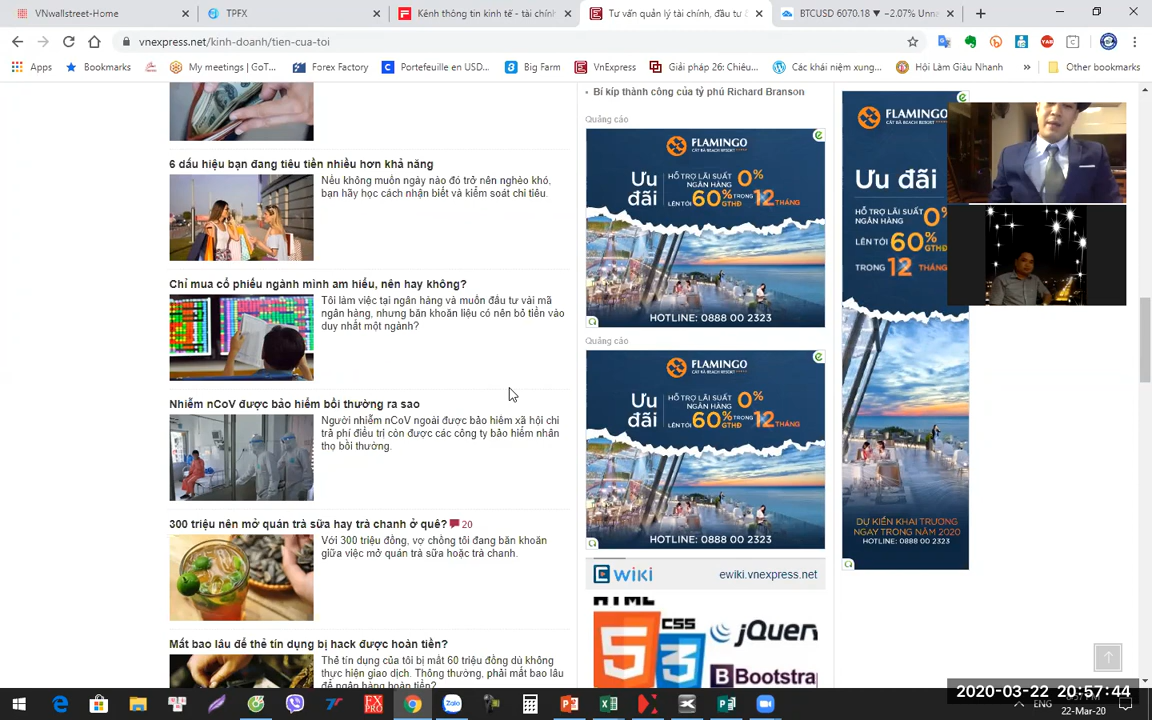 VNwallstreet-Home
TPFX
Kênh thông tin kinh tế - tài chính
Tư vấn quản lý tài chính, đầu tư &
BTCUSD 6070.18 ▼ −2.07% Unna
vnexpress.net/kinh-doanh/tien-cua-toi
Apps
Bookmarks
My meetings | GoT...
Forex Factory
Portefeuille en USD...
Big Farm
VnExpress
Giải pháp 26: Chiều...
Các khái niệm xung...
Hội Làm Giàu Nhanh
»
Other bookmarks
6 dấu hiệu bạn đang tiêu tiền nhiều hơn khả năng
Nếu không muốn ngày nào đó trở nên nghèo khó,
bạn hãy học cách nhận biết và kiểm soát chi tiêu.
Chỉ mua cổ phiếu ngành mình am hiểu, nên hay không?
Tôi làm việc tại ngân hàng và muốn đầu tư vài mã
ngân hàng, nhưng băn khoăn liệu có nên bỏ tiền vào
duy nhất một ngành?
Nhiễm nCoV được bảo hiểm bồi thường ra sao
Người nhiễm nCoV ngoài được bảo hiểm xã hội chi
trả phí điều trị còn được các công ty bảo hiểm nhân
thọ bồi thường.
300 triệu nên mở quán trà sữa hay trà chanh ở quê? 20
Với 300 triệu đồng, vợ chồng tôi đang băn khoăn
giữa việc mở quán trà sữa hoặc trà chanh.
Mất bao lâu để thẻ tín dụng bị hack được hoàn tiền?
Thẻ tín dụng của tôi bị mất 60 triệu đồng dù không
thực hiện giao dịch. Thông thường, phải mất bao lâu
để ngân hàng hoàn tiền?
Bí kíp thành công của tỷ phú Richard Branson
Quảng cáo
FLAMINGO
Ưu
đãi
HỖ TRỢ LÃI SUẤT
NGÂN HÀNG 0%
LÊN TỚI 60% GTHĐ TRONG 12 THÁNG
HOTLINE: 0888 00 2323
Quảng cáo
FLAMINGO
Ưu
đãi
HỖ TRỢ LÃI SUẤT
NGÂN HÀNG 0%
LÊN TỚI 60% GTHĐ TRONG 12 THÁNG
HOTLINE: 0888 00 2323
eWIKI
ewiki.vnexpress.net
HTML
CSS
jQuery
Bootstra
FLAMINGO
CÁT BÀ BEACH RESORT
Ưu đãi
HỖ TRỢ LÃI SUẤT
NGÂN HÀNG 0%
LÊN TỚI 60% GTHĐ
TRONG 12 THÁNG
DỰ KIẾN KHAI TRƯƠNG
NGAY TRONG NĂM 2020
HOTLINE: 0888 00 2323
2020-03-22 20:57:44
ENG
22-Mar-20